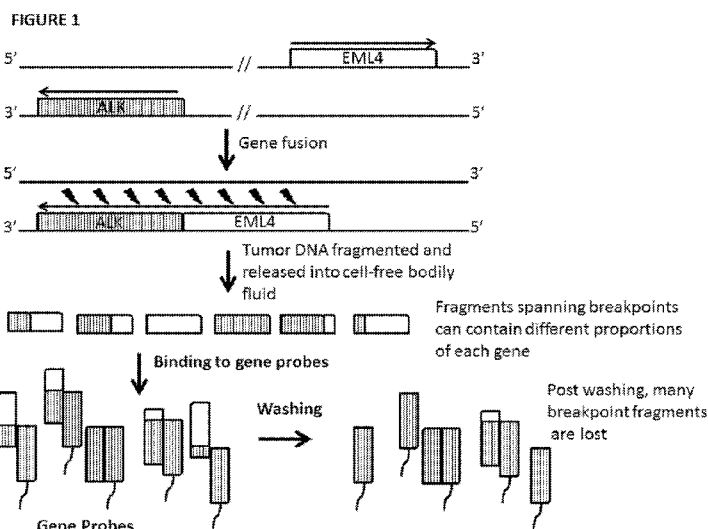 FIGURE 1
5' // EML4 3'
3' ALK // 5'
Gene fusion
5' 3'
3' ALK EML4 5'
Tumor DNA fragmented and
released into cell-free bodily
fluid
Fragments spanning breakpoints
can contain different proportions
of each gene
Binding to gene probes
Washing
Post washing, many
breakpoint fragments
are lost
Gene Probes